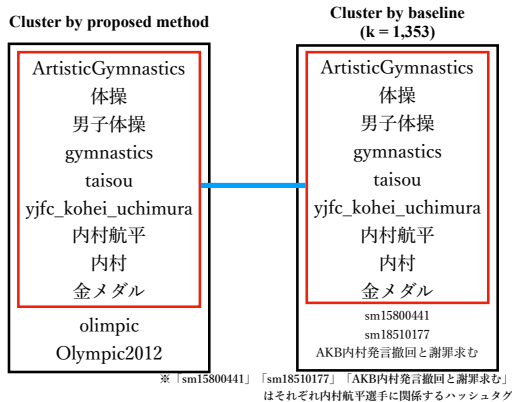 Cluster by proposed method
ArtisticGymnastics
体操
男子体操
gymnastics
taisou
yjfc_kohei_uchimura
内村航平
内村
金メダル
olimpic
Olympic2012
Cluster by baseline
(k = 1,353)
ArtisticGymnastics
体操
男子体操
gymnastics
taisou
yjfc_kohei_uchimura
内村航平
内村
金メダル
sm15800441
sm18510177
AKB内村発言撤回と謝罪求む
※「sm15800441」「sm18510177」「AKB内村発言撤回と謝罪求む」
はそれぞれ内村航平選手に関係するハッシュタグ